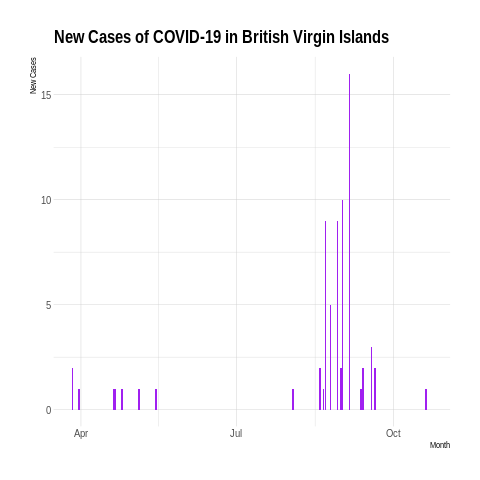 New Cases of COVID-19 in British Virgin Islands
New Cases
15
10
5
0
Apr Jul Oct
Month